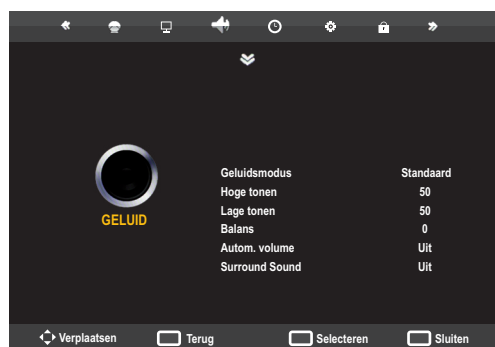 GELUID
Geluidsmodus Standaard
Hoge tonen 50
Lage tonen 50
Balans 0
Autom. volume Uit
Surround Sound Uit
Verplaatsen Terug Selecteren Sluiten